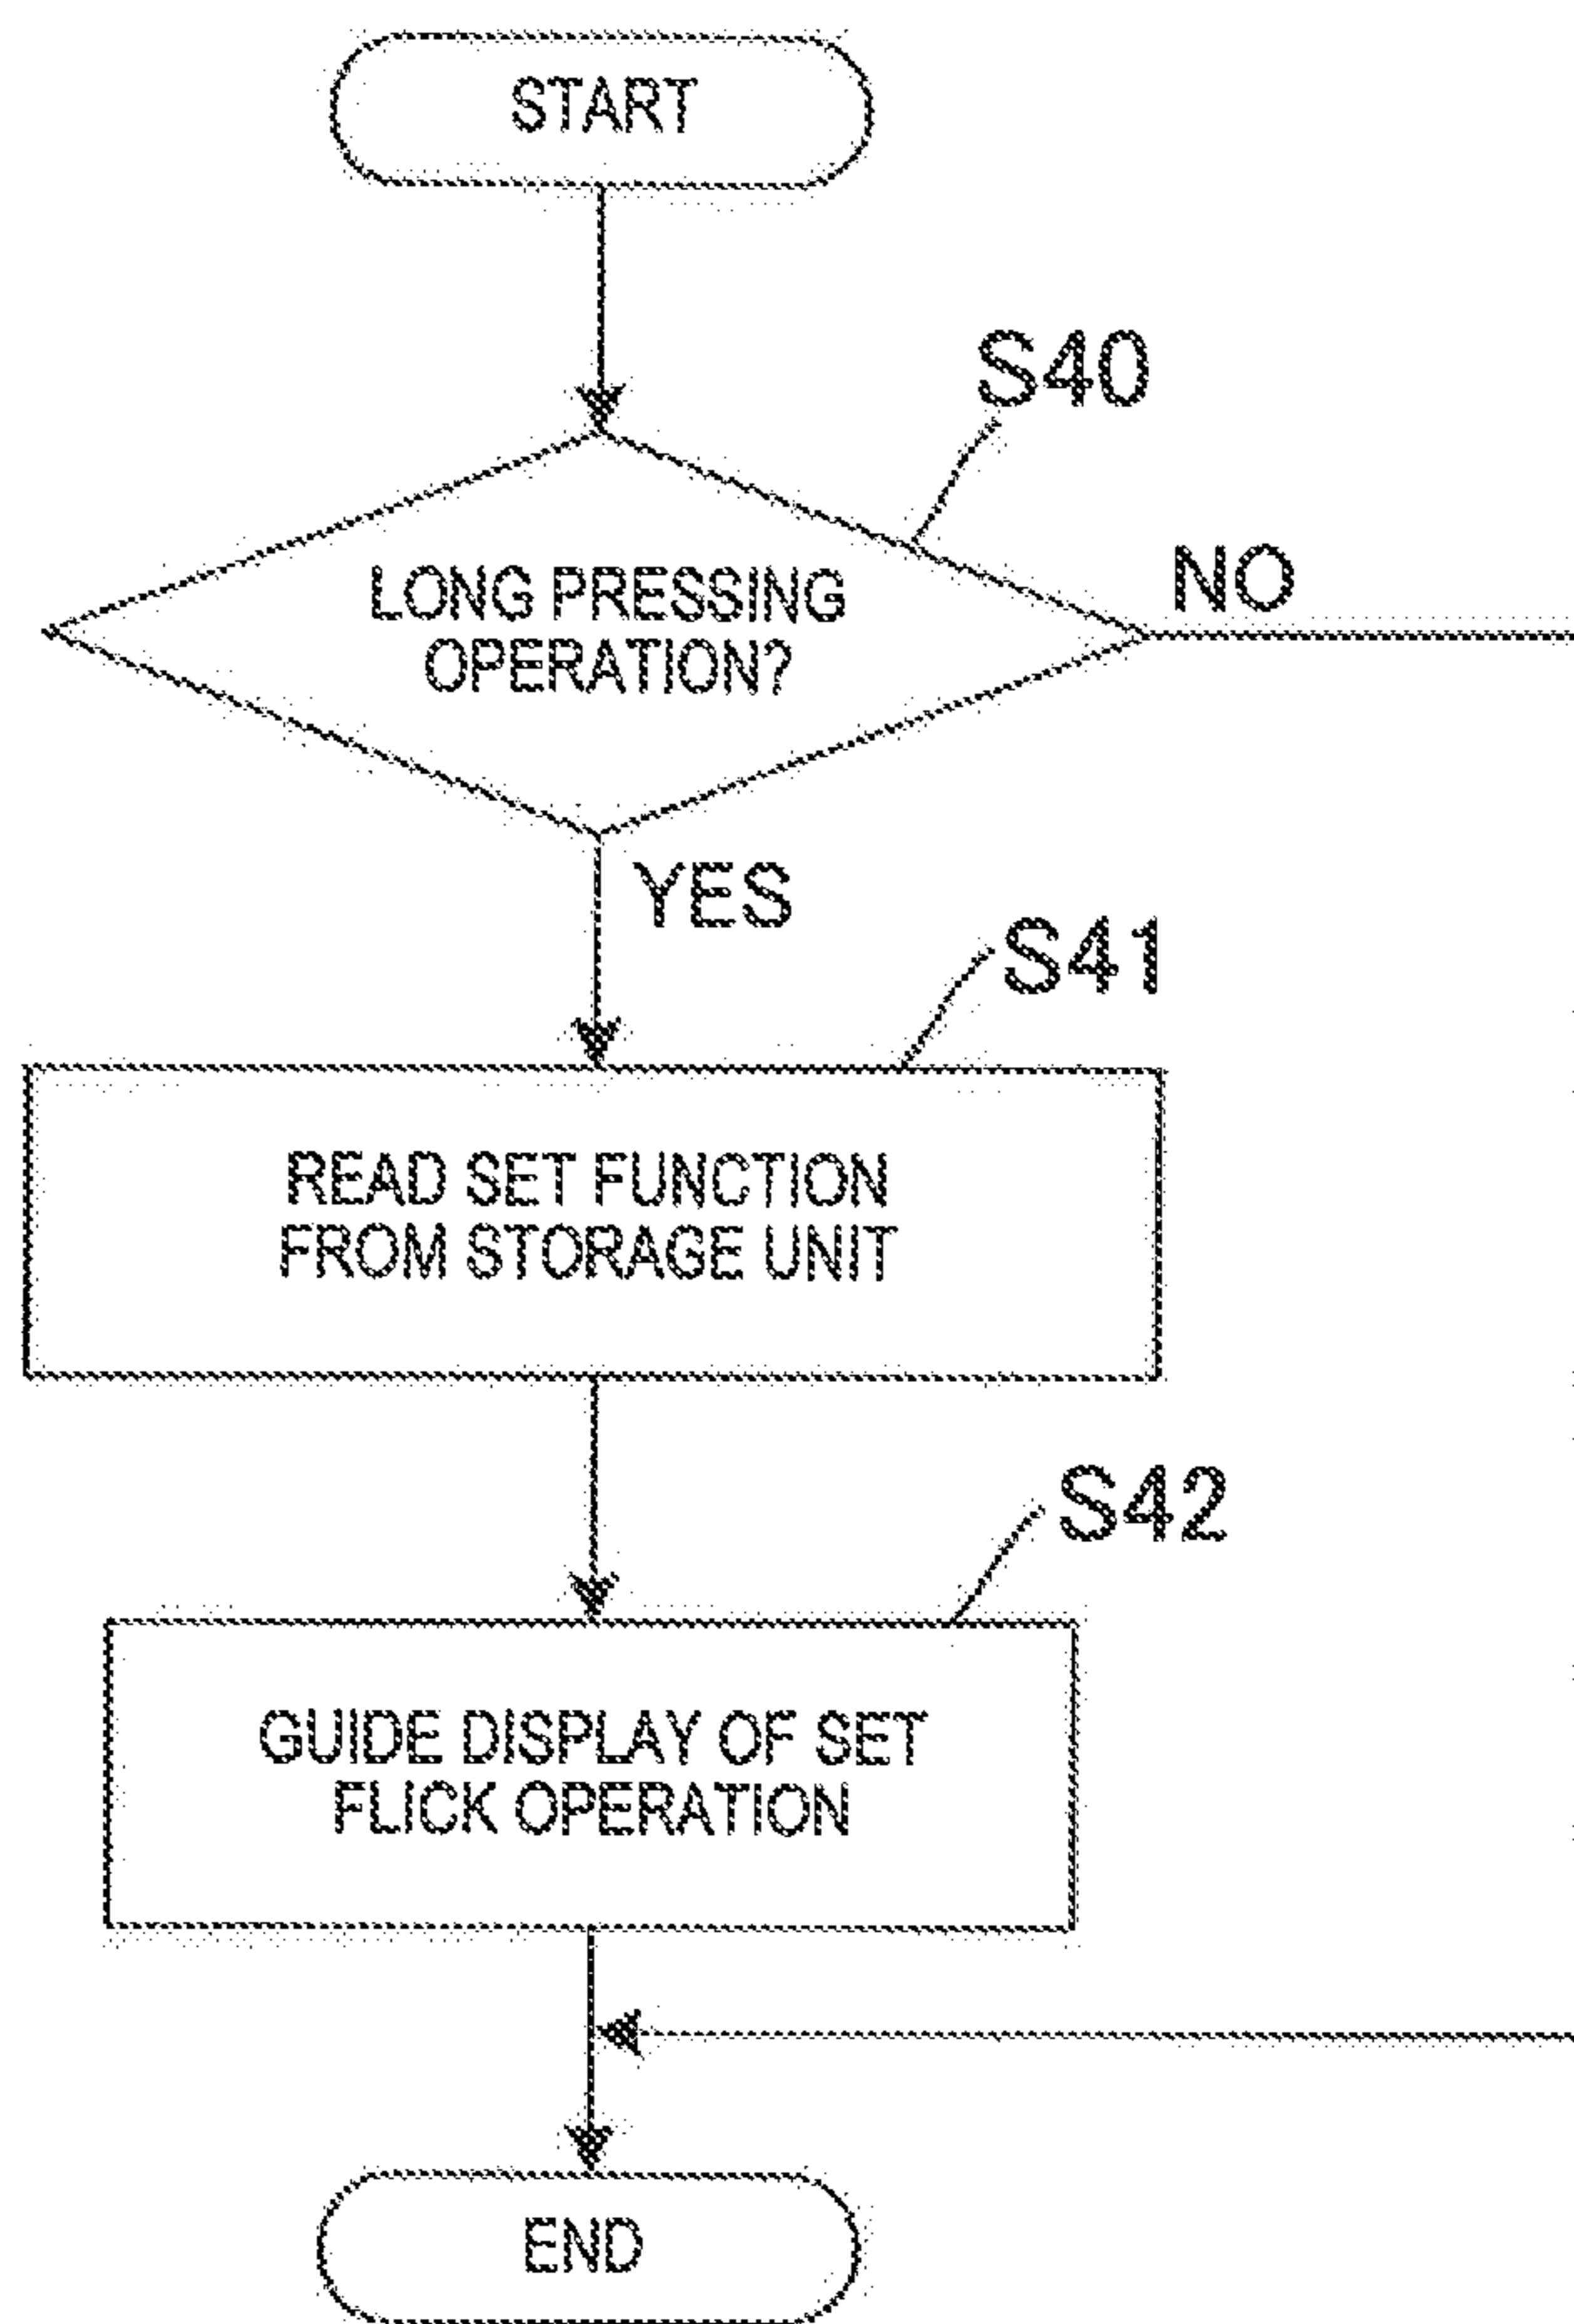 START
S40
LONG PRESSING
OPERATION?
NO
YES
S41
READ SET FUNCTION
FROM STORAGE UNIT
S42
GUIDE DISPLAY OF SET
FLICK OPERATION
END